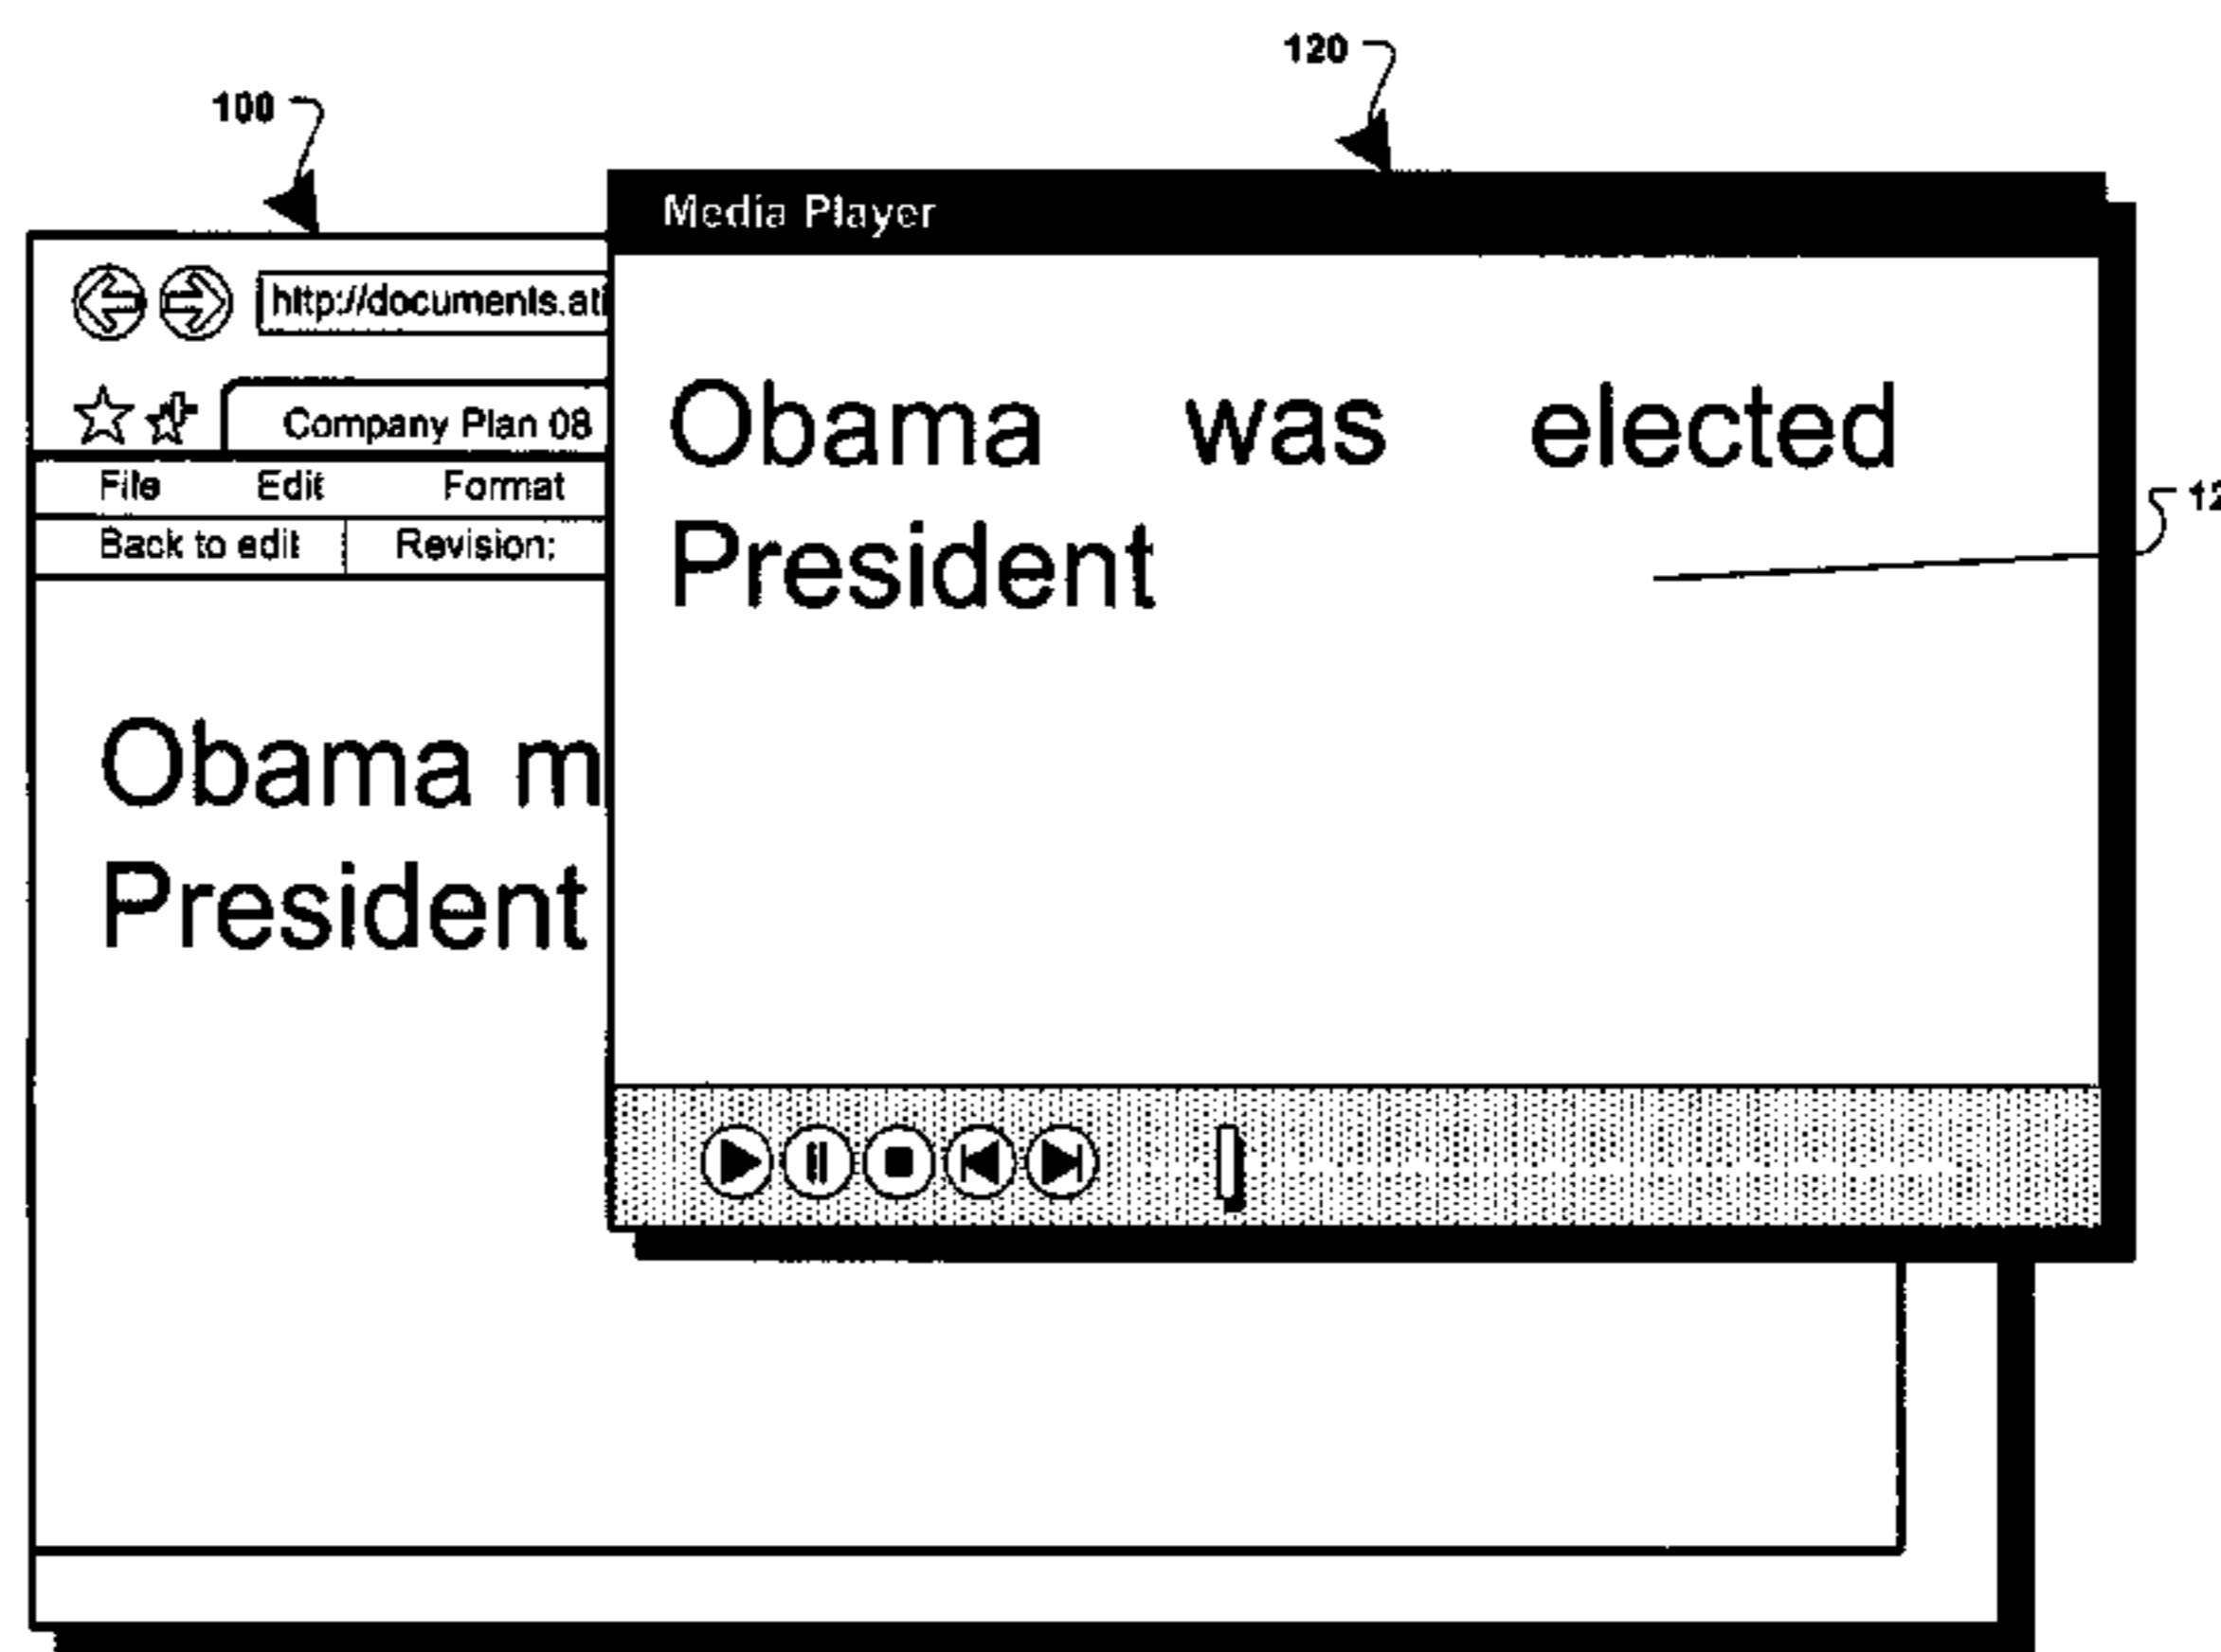 120
100
Media Player
http://documents.
Company Plan 08
File Edit Format
Back to edit Revision:
Obama was elected
President
Obama m
President